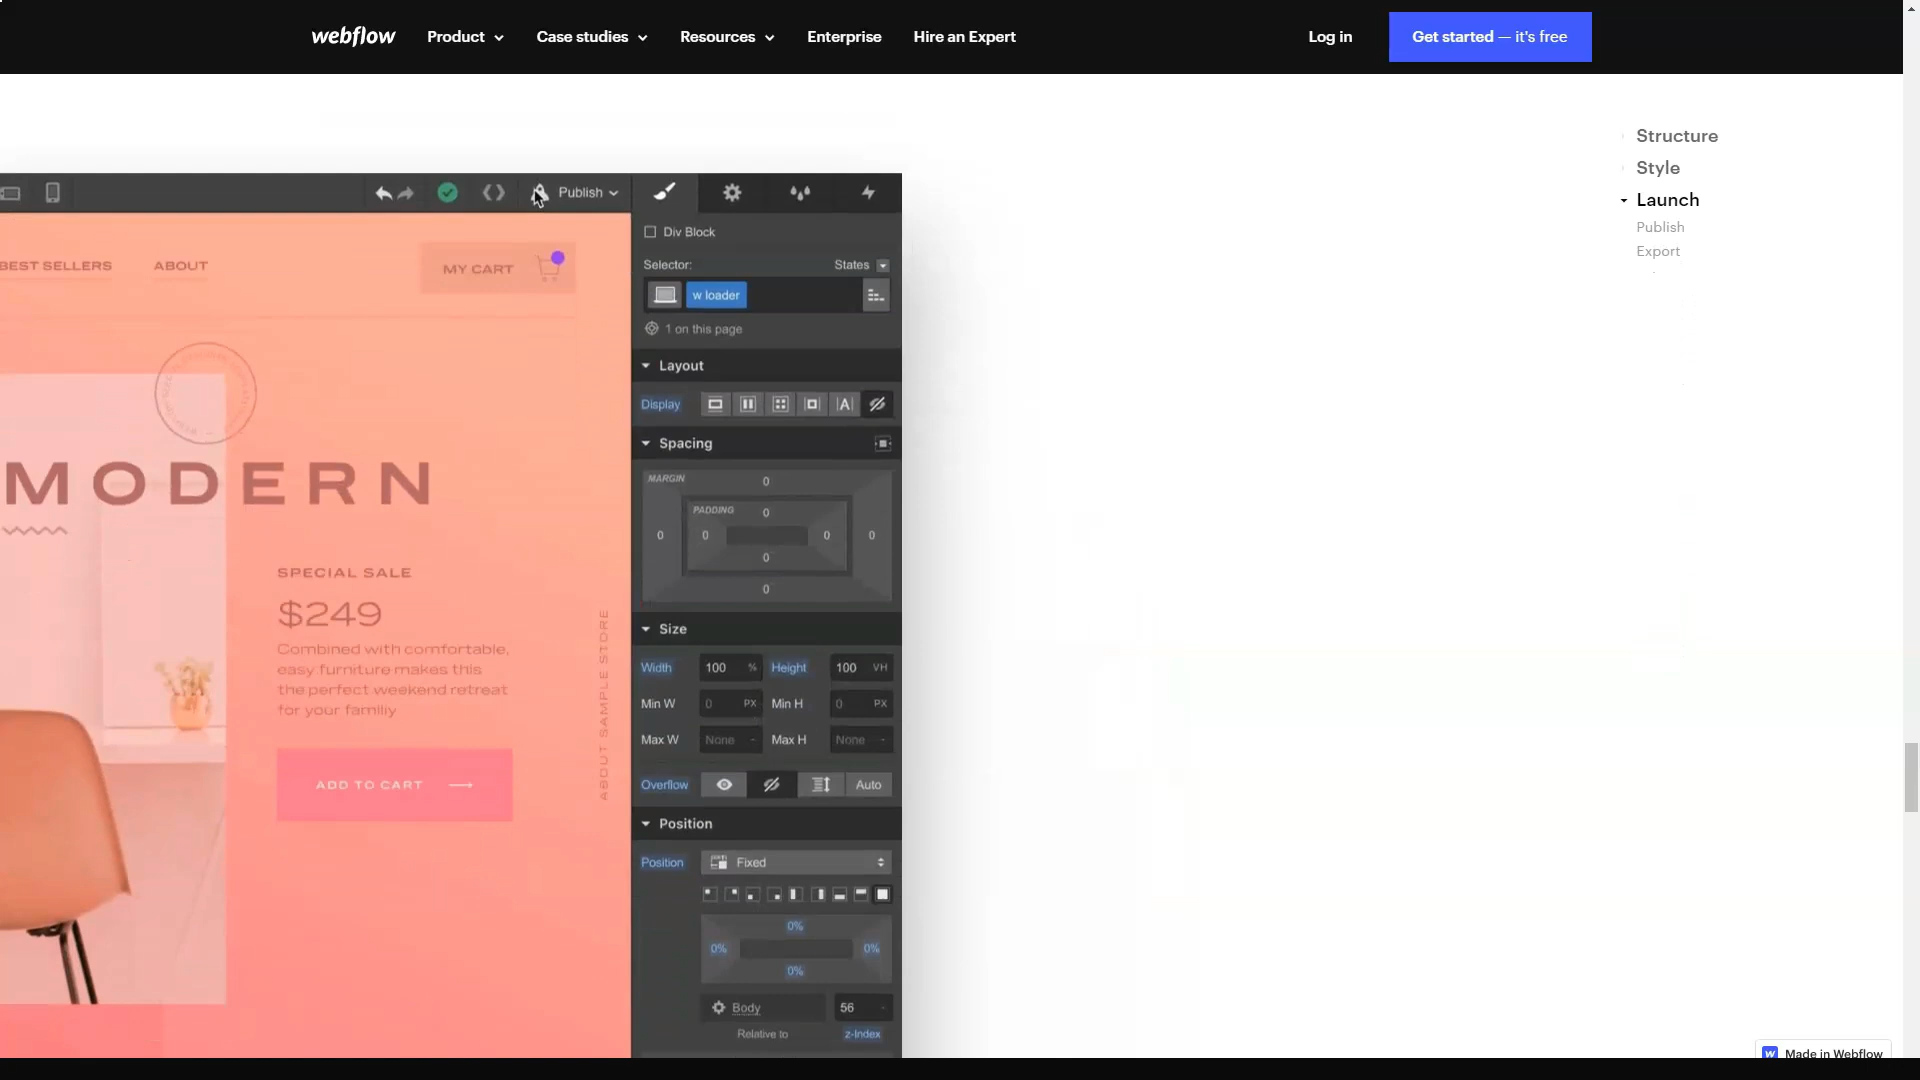 webflow Product Case studies Resources Enterprise Hire an Expert Log in Get started — it's free
Structure
Style
Launch
Publish
Export
Publish
BEST SELLERS ABOUT MY CART
MODERN
SPECIAL SALE
$249
Combined with comfortable,
easy furniture makes this
the perfect weekend retreat
for your familiy
ADD TO CART
ABOUT SAMPLE STORE
Div Block
Selector: States
w loader
1 on this page
Layout
Display
Spacing
MARGIN 0
PADDING 0
0 0 0 0
0
0
Size
Width 100 % Height 100 VH
Min W 0 PX Min H 0 PX
Max W None - Max H None -
Overflow Auto
Position
Position Fixed
0%
0% 0%
0%
Body 56 -
Relative to z-Index
Made in Webflow